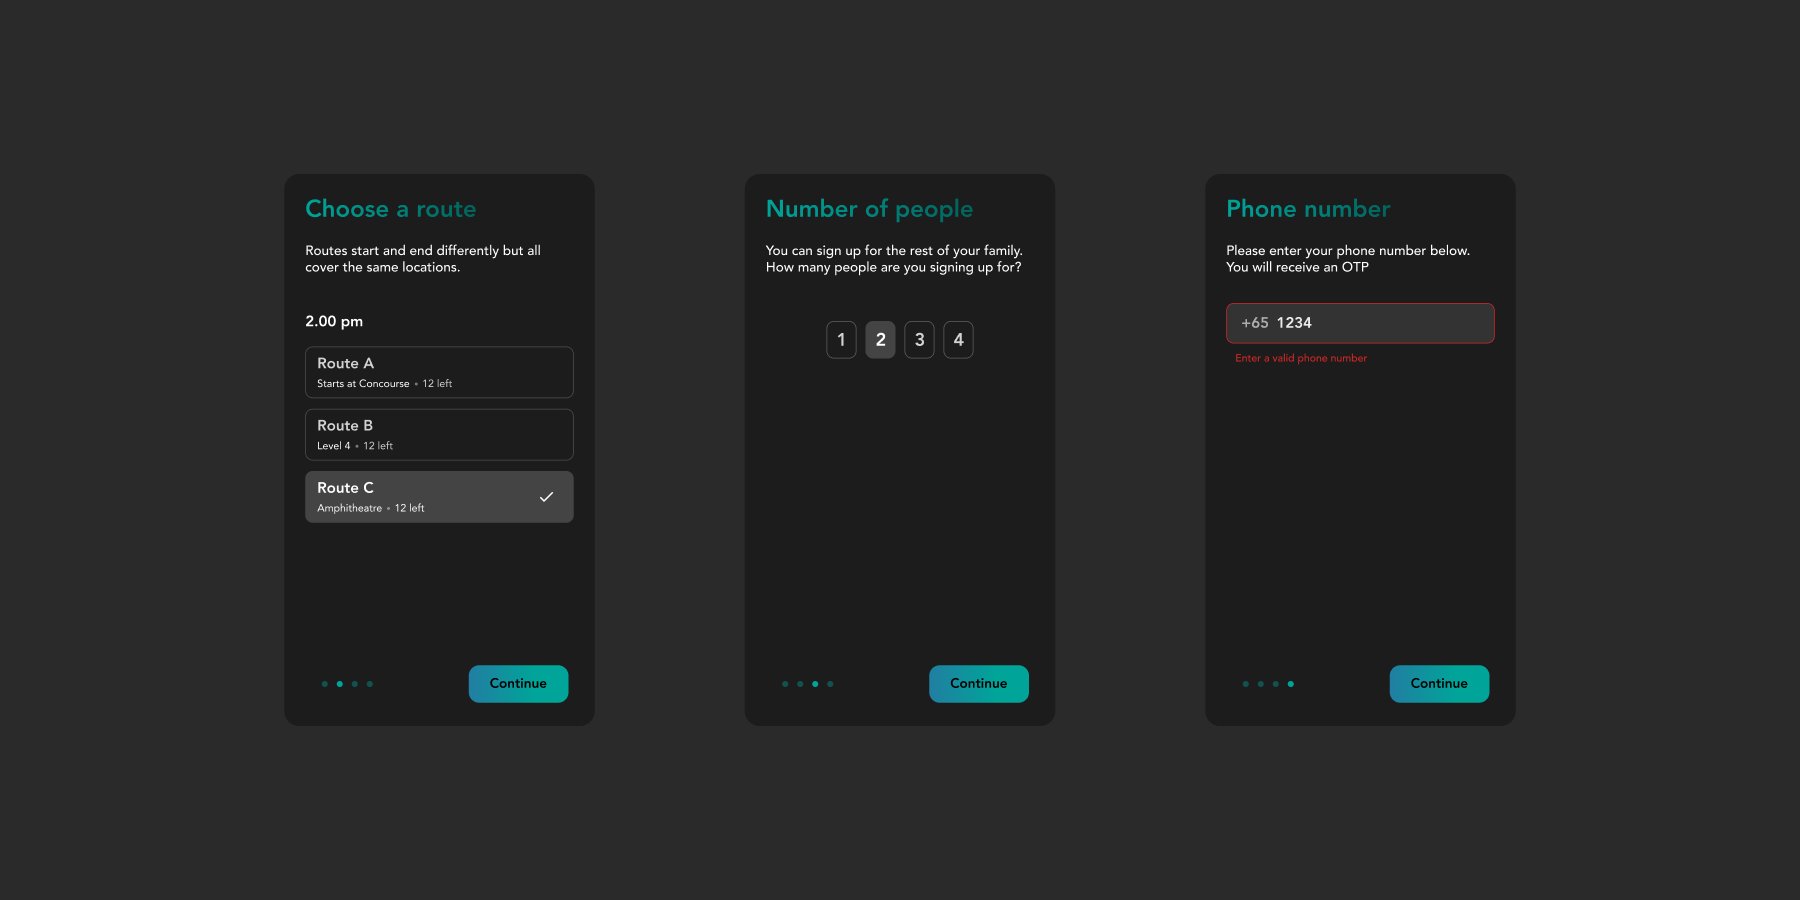 Choose a route
Routes start and end differently but all
cover the same locations.
2.00 pm
Route A
Starts at Concourse • 12 left
Route B
Level 4 • 12 left
Route C
Amphitheatre • 12 left
Continue
Number of people
You can sign up for the rest of your family.
How many people are you signing up for?
1 2 3 4
Continue
Phone number
Please enter your phone number below.
You will receive an OTP
+65 1234
Enter a valid phone number
Continue